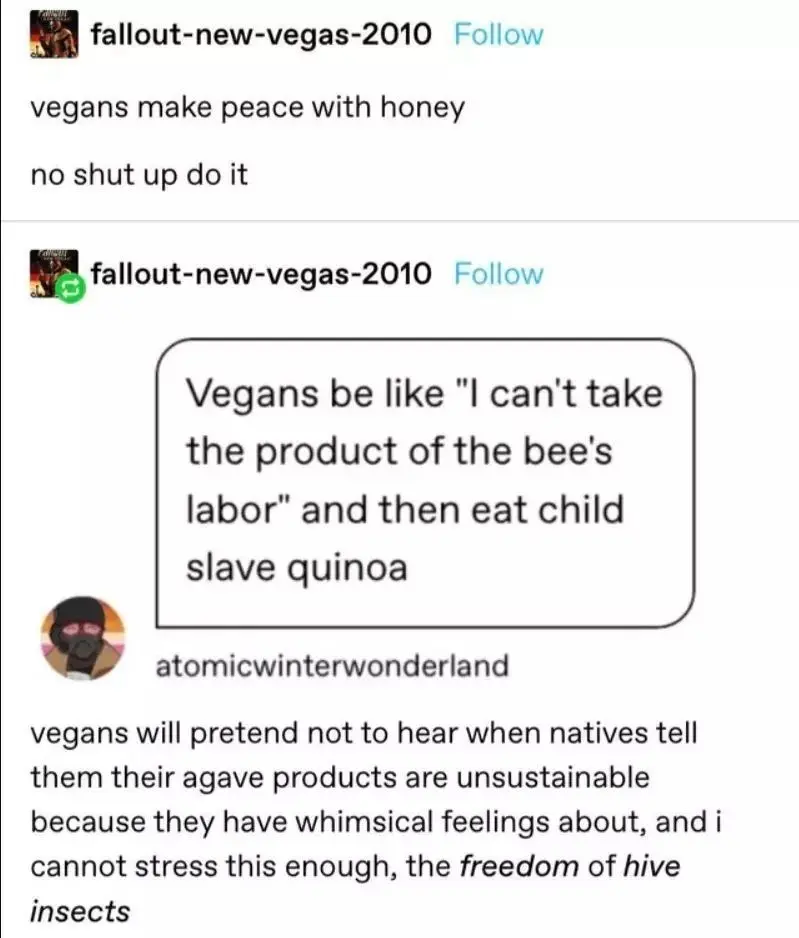 fallout-new-vegas-2010 Follow
vegans make peace with honey
no shut up do it
fallout-new-vegas-2010 Follow
Vegans be like "I can't take
the product of the bee's
labor" and then eat child
slave quinoa
atomicwinterwonderland
vegans will pretend not to hear when natives tell
them their agave products are unsustainable
because they have whimsical feelings about, and i
cannot stress this enough, the freedom of hive
insects